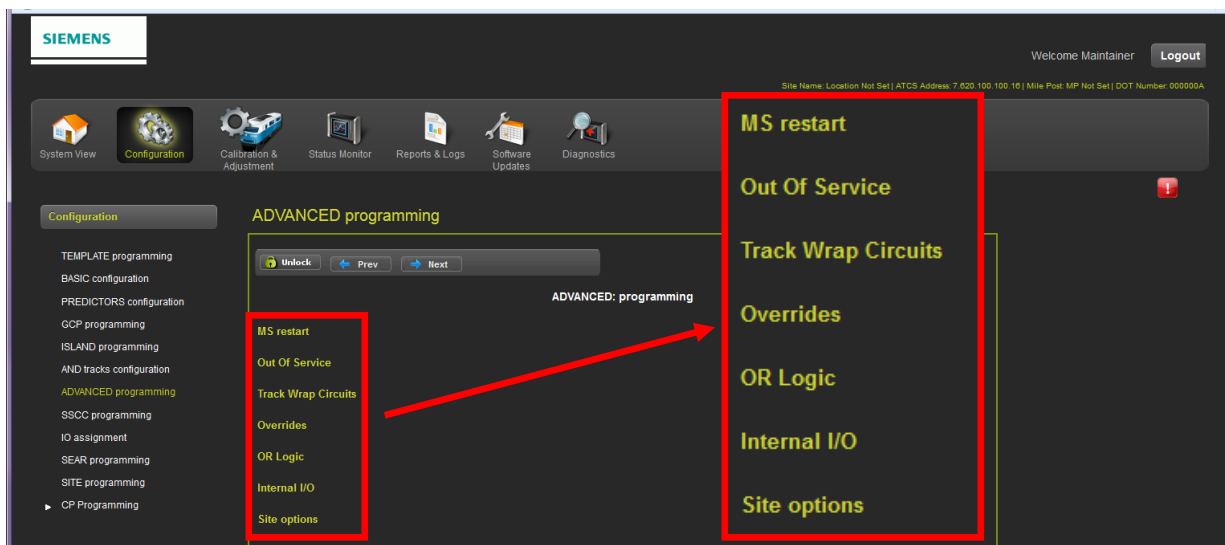 SIEMENS
Welcome Maintainer
Logout
Site Name: Location Not Set | ATCS Address: 7.620.100.100.16 | Mile Post: MP Not Set | DOT Number: 000000A
System View
Configuration
Calibration &
Adjustment
Status Monitor
Reports & Logs
Software
Updates
Diagnostics
Configuration
TEMPLATE programming
BASIC configuration
PREDICTORS configuration
GCP programming
ISLAND programming
AND tracks configuration
ADVANCED programming
SSCC programming
IO assignment
SEAR programming
SITE programming
CP Programming
ADVANCED programming
Unlock
Prev
Next
ADVANCED: programming
MS restart
Out Of Service
Track Wrap Circuits
Overrides
OR Logic
Internal I/O
Site options
MS restart
Out Of Service
Track Wrap Circuits
Overrides
OR Logic
Internal I/O
Site options